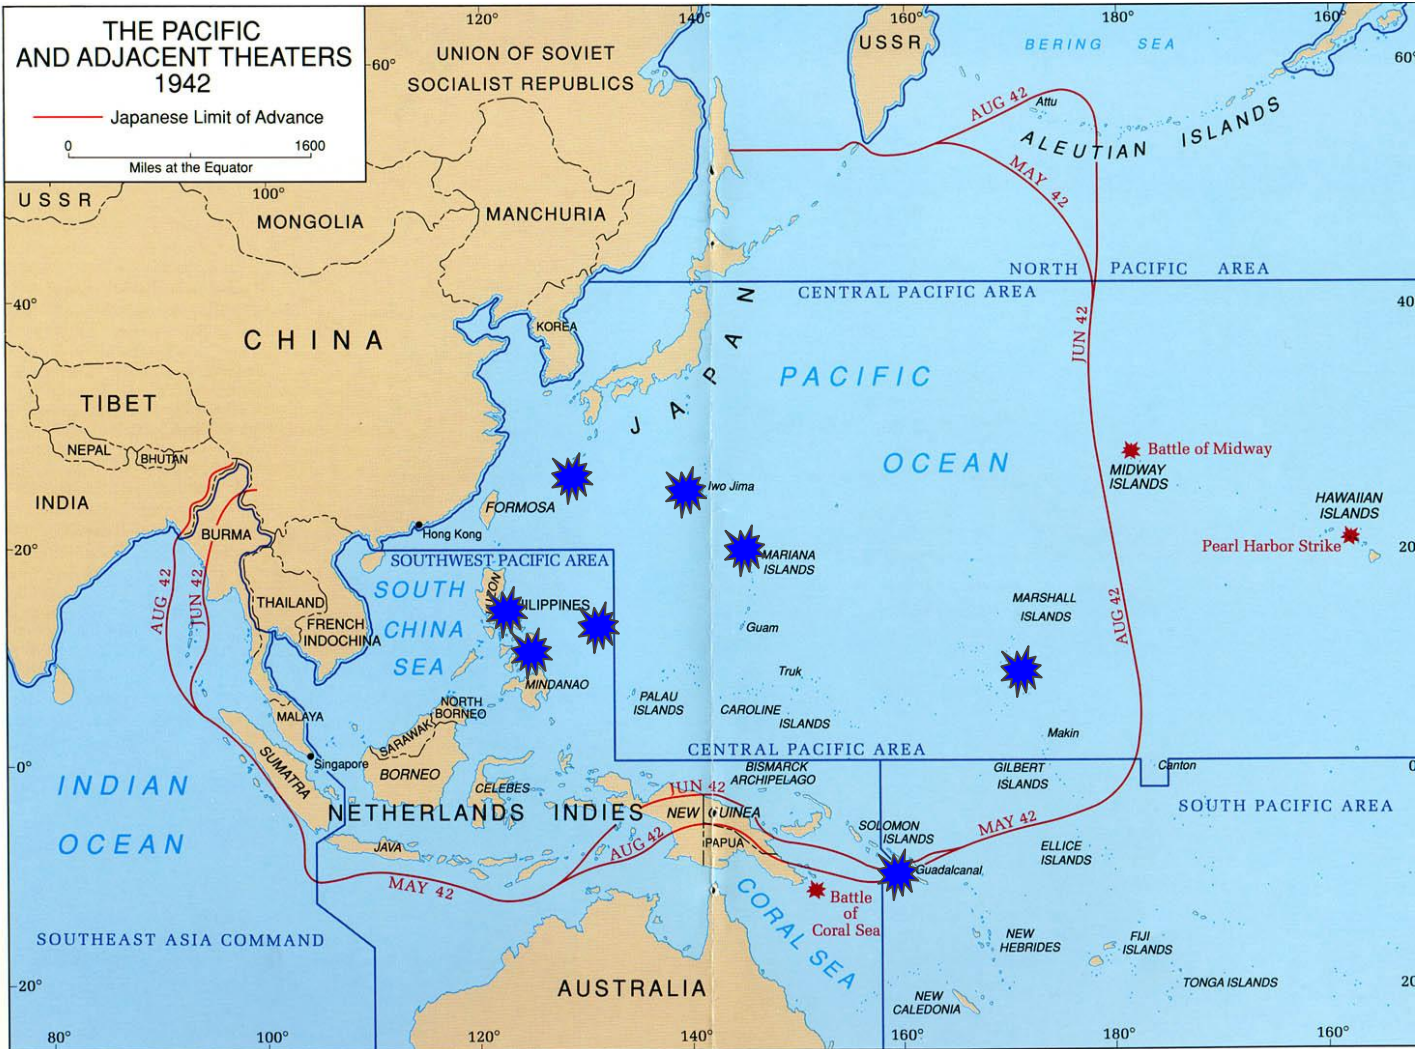 THE PACIFIC
AND ADJACENT THEATERS
1942
Japanese Limit of Advance
0 1600
Miles at the Equator
120° 140° 160° 180° 160°
60°
60°
UNION OF SOVIET
SOCIALIST REPUBLICS
USSR
BERING SEA
AUG 42
Attu
ALEUTIAN ISLANDS
MAY 42
USSR
100°
MONGOLIA
MANCHURIA
NORTH PACIFIC AREA
CENTRAL PACIFIC AREA
40°
40
CHINA
KOREA
JAPAN
JUN 42
PACIFIC
OCEAN
TIBET
NEPAL
BHUTAN
INDIA
BURMA
Battle of Midway
MIDWAY
ISLANDS
HAWAIIAN
ISLANDS
Pearl Harbor Strike
Iwo Jima
FORMOSA
Hong Kong
20°
20
SOUTHWEST PACIFIC AREA
MARIANA
ISLANDS
SOUTH
CHINA
SEA
LUZON
ILIPPINES
AUG 42
JUN 42
THAILAND
FRENCH
INDOCHINA
MARSHALL
ISLANDS
AUG 42
Guam
Truk
MINDANAO
PALAU
ISLANDS
CAROLINE
ISLANDS
NORTH
BORNEO
SARAWAK
MALAYA
Makin
CENTRAL PACIFIC AREA
0°
0
Singapore
SUMATRA
BORNEO
CELEBES
BISMARCK
ARCHIPELAGO
GILBERT
ISLANDS
Canton
INDIAN
OCEAN
NETHERLANDS INDIES
JUN 42
NEW UINEA
SOUTH PACIFIC AREA
SOLOMON
ISLANDS
MAY 42
JAVA
AUG 42
PAPUA
ELLICE
ISLANDS
Guadalcanal
MAY 42
CORAL SEA
Battle
of
Coral Sea
SOUTHEAST ASIA COMMAND
NEW
HEBRIDES
FIJI
ISLANDS
AUSTRALIA
TONGA ISLANDS
NEW
CALEDONIA
20°
20
80° 100° 120° 140° 160° 180° 160°